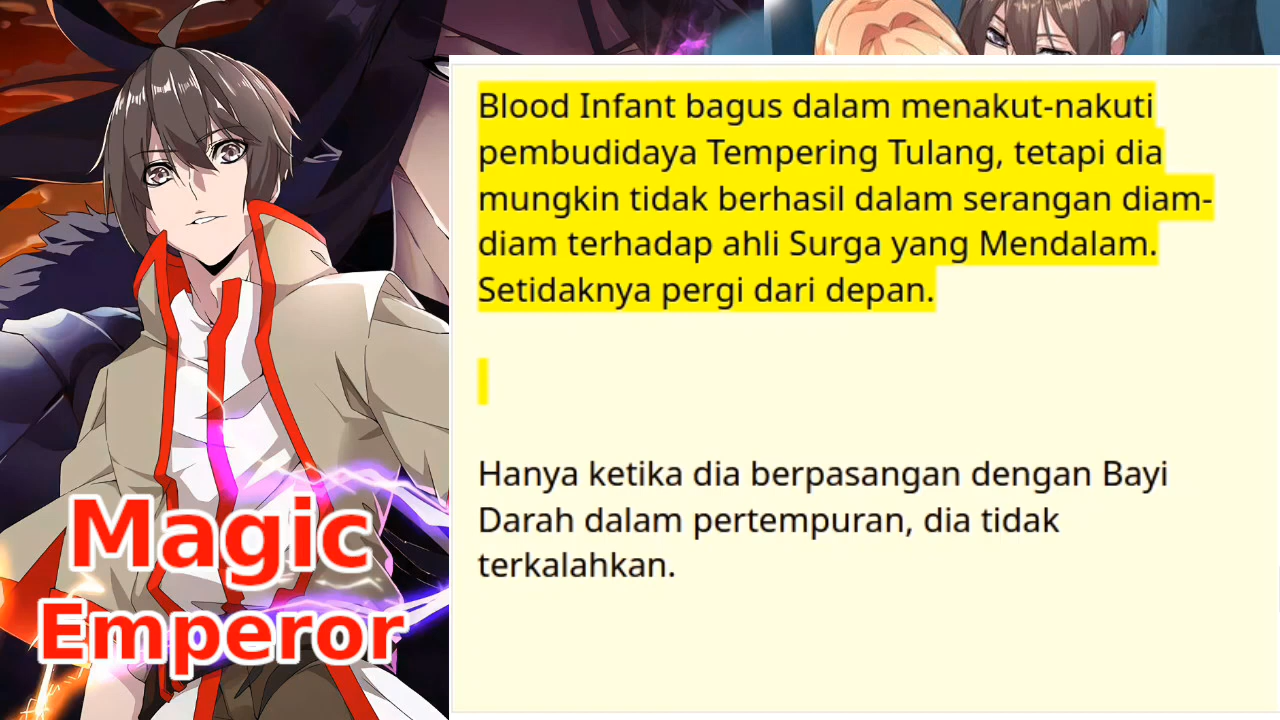 Blood Infant bagus dalam menakut-nakuti
pembudidaya Tempering Tulang, tetapi dia
mungkin tidak berhasil dalam serangan diam-
diam terhadap ahli Surga yang Mendalam.
Setidaknya pergi dari depan.
Hanya ketika dia berpasangan dengan Bayi
Darah dalam pertempuran, dia tidak
terkalahkan.
Magic
Emperor